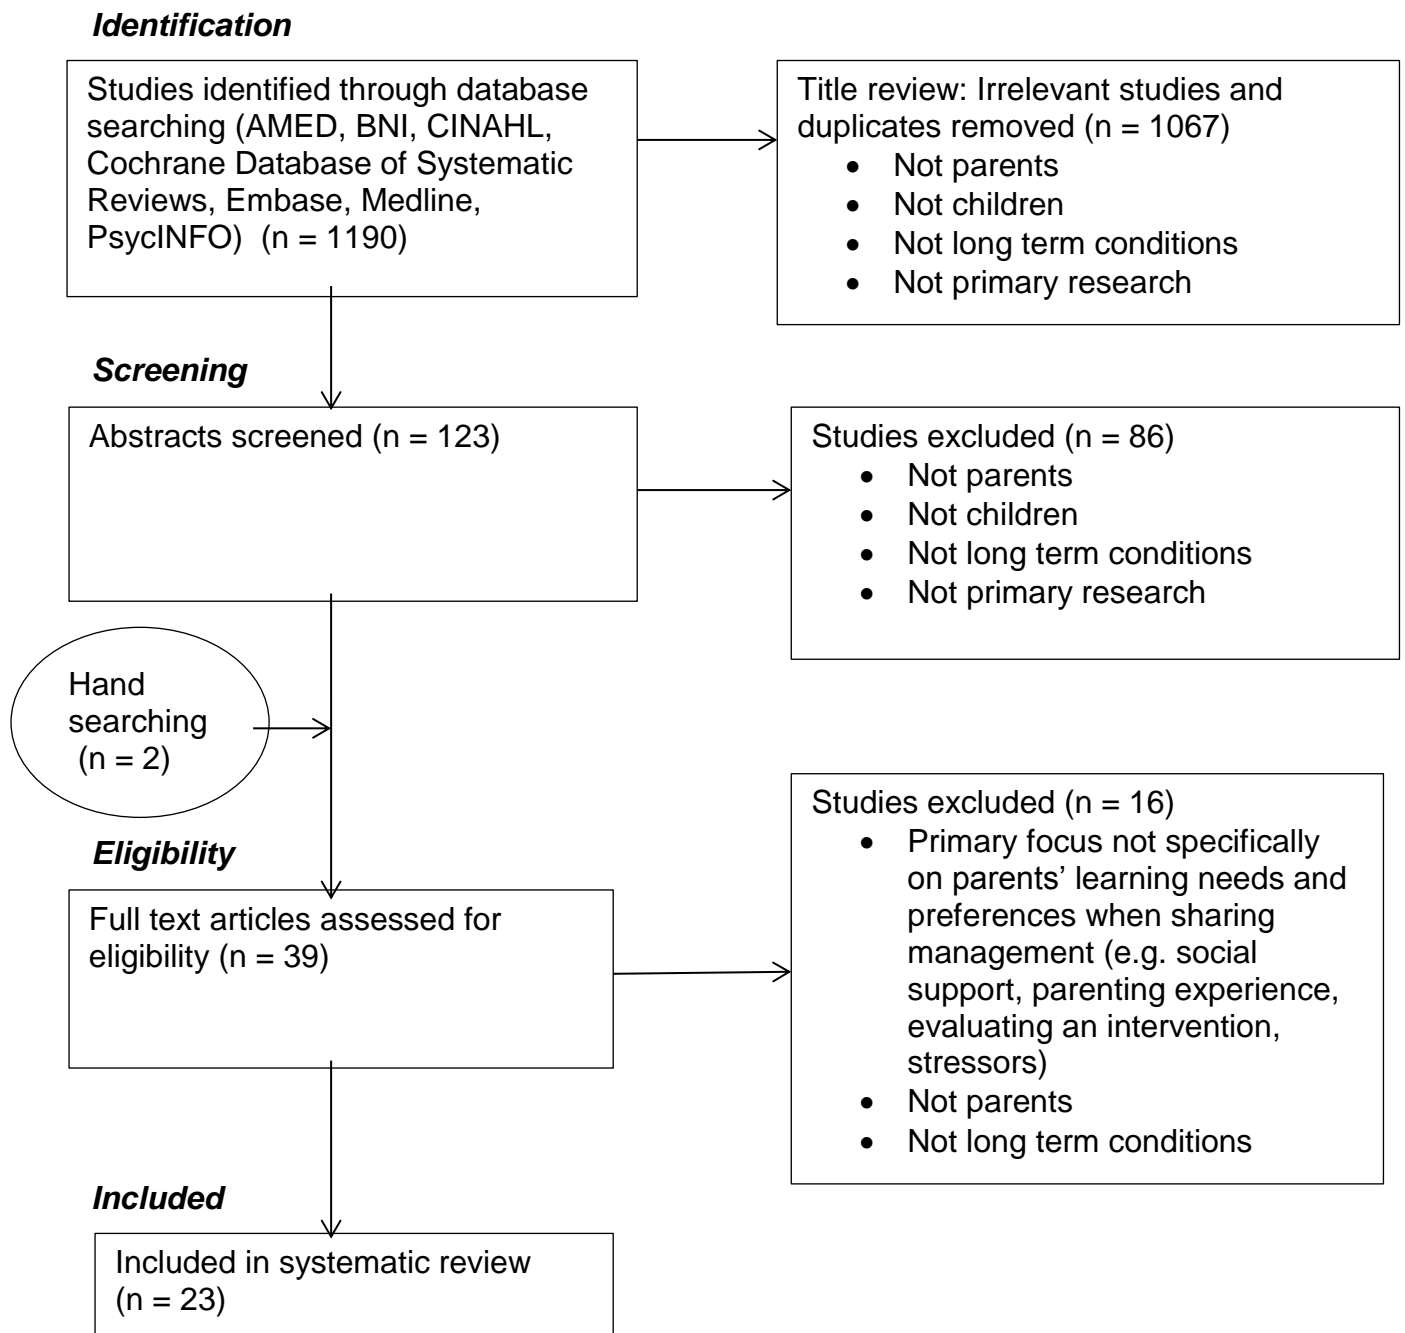 Identification
Studies identified through database
searching (AMED, BNI, CINAHL,
Cochrane Database of Systematic
Reviews, Embase, Medline,
PsycINFO)  (n = 1190)
Title review: Irrelevant studies and
duplicates removed (n = 1067)
• Not parents
• Not children
• Not long term conditions
• Not primary research
Screening
Abstracts screened (n = 123)
Studies excluded (n = 86)
• Not parents
• Not children
• Not long term conditions
• Not primary research
Hand
searching
(n = 2)
Eligibility
Full text articles assessed for
eligibility (n = 39)
Studies excluded (n = 16)
• Primary focus not specifically
on parents’ learning needs and
preferences when sharing
management (e.g. social
support, parenting experience,
evaluating an intervention,
stressors)
• Not parents
• Not long term conditions
Included
Included in systematic review
(n = 23)